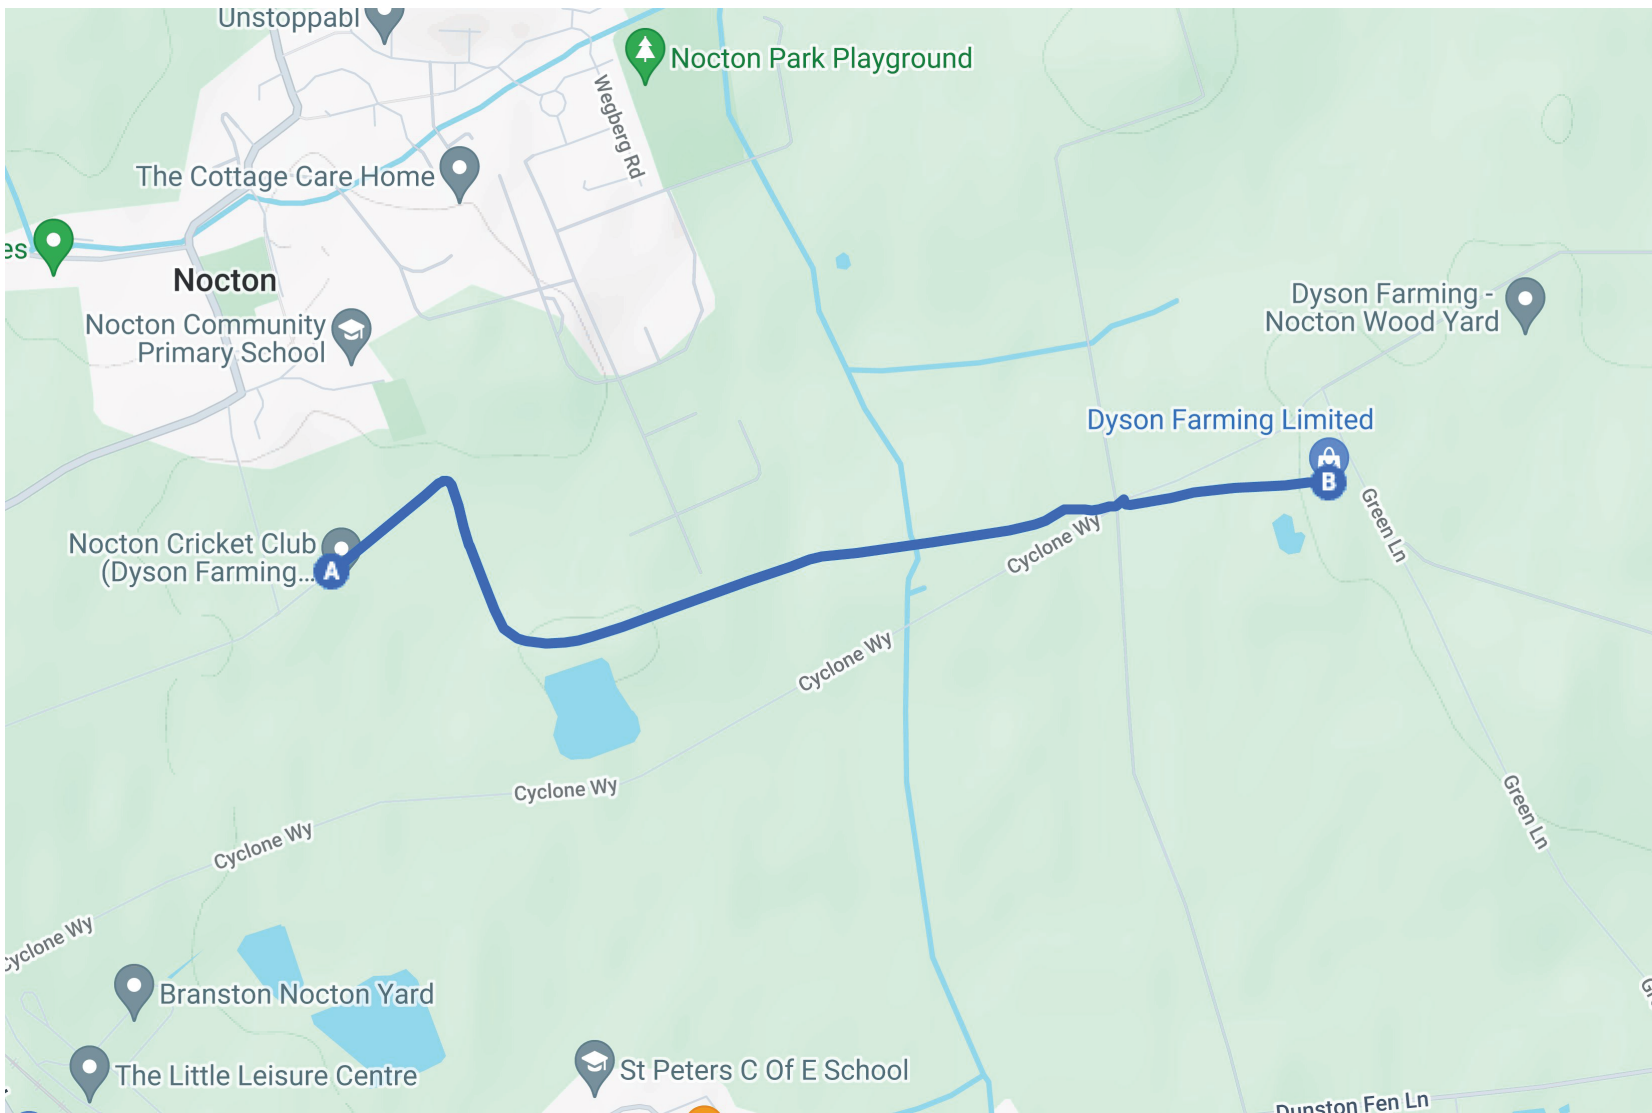 Unstoppabl
Nocton Park Playground
Wegberg Rd
The Cottage Care Home
es
Nocton
Nocton Community
Primary School
Dyson Farming -
Nocton Wood Yard
Dyson Farming Limited
B
Green Ln
Nocton Cricket Club
(Dyson Farming...
A
Cyclone Wy
Cyclone Wy
Cyclone Wy
Cyclone Wy
Cyclone Wy
Green Ln
Branston Nocton Yard
The Little Leisure Centre
St Peters C Of E School
Dunston Fen Ln